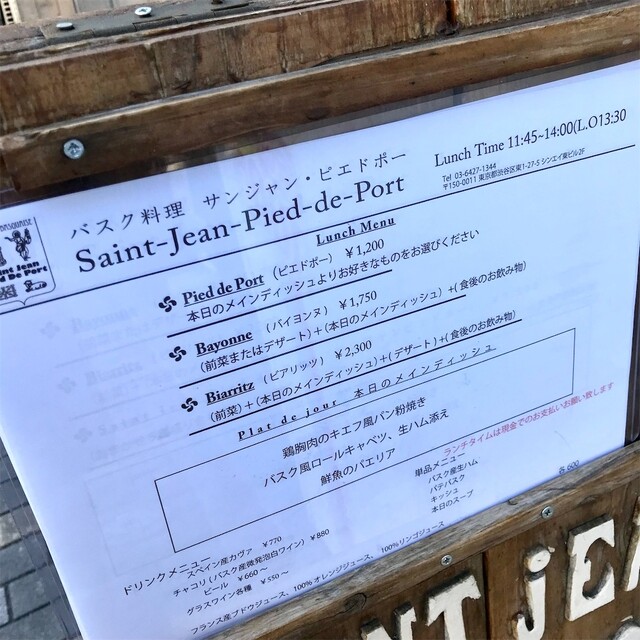 int Jean
d De Port
バスク料理 サンジャン・ピエドポー
Saint-Jean-Pied-de-Port
Lunch Time 11:45~14:00(L.O13:30
Tel 03-6427-1344
〒150-0011 東京都渋谷区東1-27-5 シンエイ東ビル2F
Lunch Menu
Pied de Port (ピエドポー) ￥1,200
本日のメインディッシュよりお好きなものをお選びください
Bayonne (バイヨンヌ) ￥1,750
(前菜またはデザート)+(本日のメインディッシュ)+(食後のお飲み物)
Biarritz (ビアリッツ) ￥2,300
(前菜)+(本日のメインディッシュ)+(デザート)+(食後のお飲み物)
Plat de jour 本日のメインディッシュ
鶏胸肉のキエフ風パン粉焼き
バスク風ロールキャベツ、生ハム添え
鮮魚のパエリア
ランチタイムは現金でのお支払いお願い致します
ドリンクメニュー
スペイン産カヴァ ￥770
チャコリ(バスク産微発泡白ワイン) ￥880
ビール ￥660～
グラスワイン各種 ￥550～
フランス産ブドウジュース、100%オレンジジュース、100%リンゴジュース
単品メニュー
バスク産生ハム
パテバスク
キッシュ
本日のスープ
各 600
NT JEA